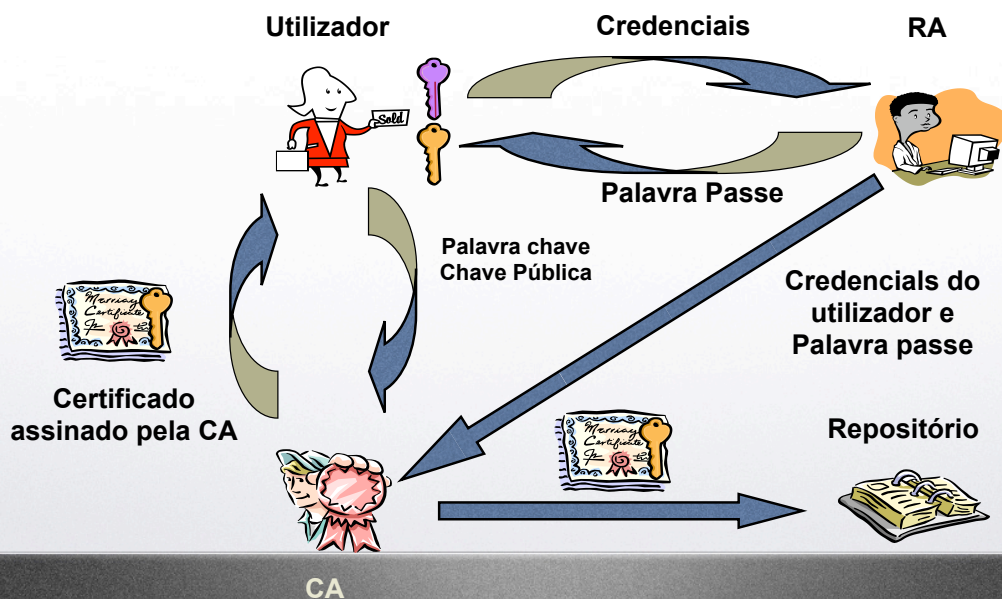 Utilizador
Credenciais
RA
Sold
Palavra Passe
Palavra chave
Chave Pública
Credencials do
utilizador e
Palavra passe
Marriage
Certificate
Certificado
assinado pela CA
Marriage
Certificate
Repositório
CA